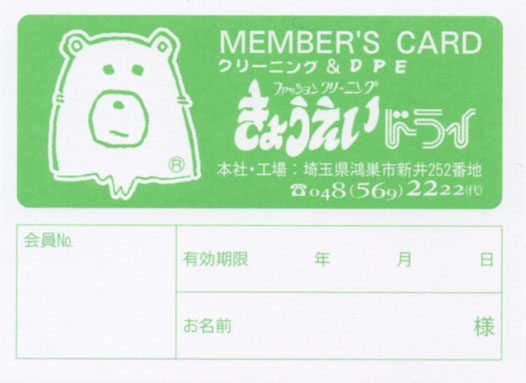 MEMBER'S CARD
クリーニング & DPE
ファッションクリーニング
きょうえいドライ
本社・工場：埼玉県鴻巣市新井252番地
☎048(569)2222㈹
®
会員No.
有効期限 年 月 日
お名前 様